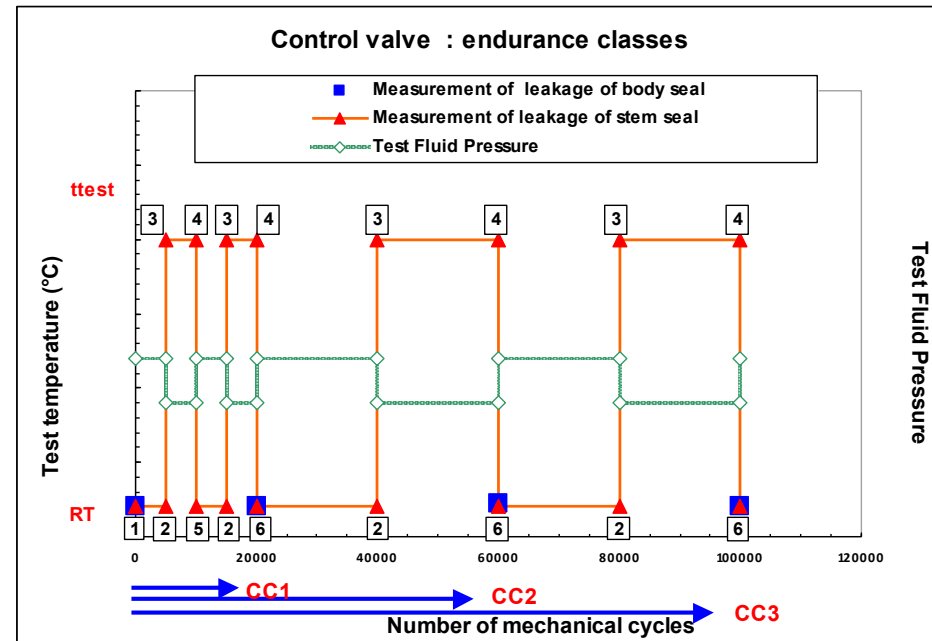 Control valve : endurance classes
Measurement of leakage of body seal
Measurement of leakage of stem seal
Test Fluid Pressure
ttest
3 4 3 4 3 4 3 4
Test temperature (°C)
Test Fluid Pressure
RT
1 2 5 2 6 2 6 2 6
0 20000 40000 60000 80000 100000 120000
CC1
CC2
CC3
Number of mechanical cycles